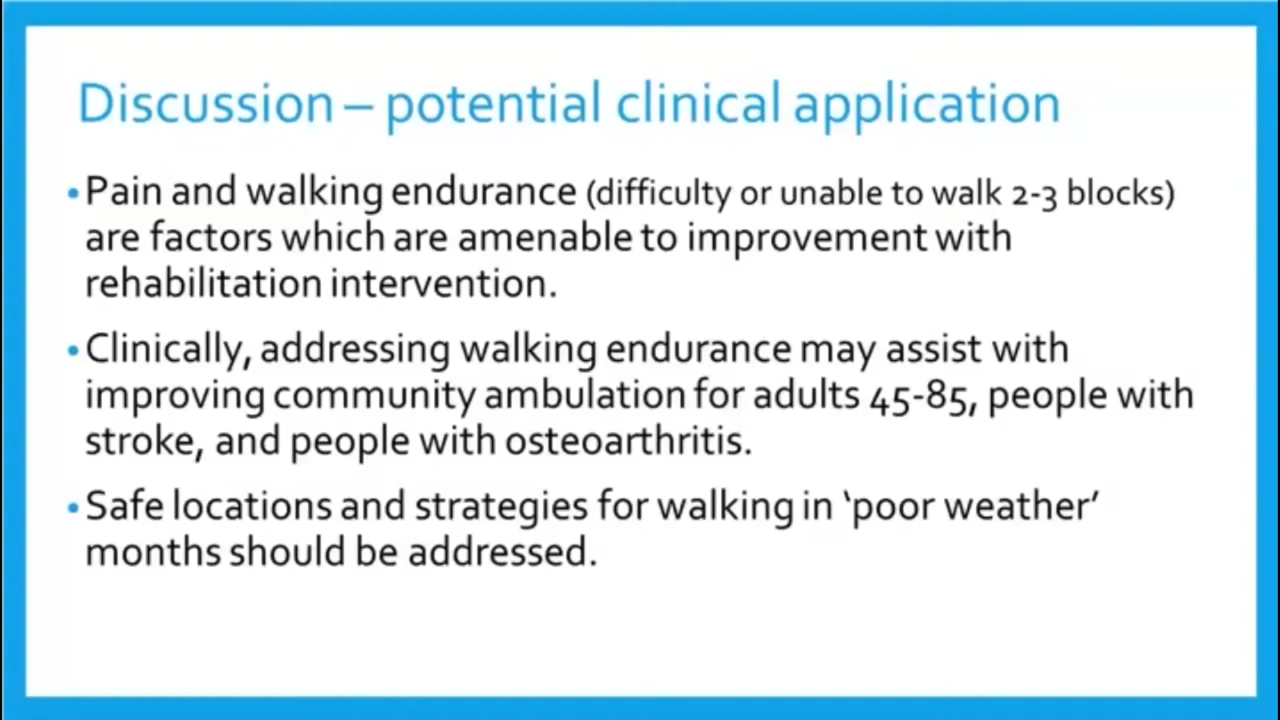 Discussion – potential clinical application
•Pain and walking endurance (difficulty or unable to walk 2-3 blocks)
are factors which are amenable to improvement with
rehabilitation intervention.
•Clinically, addressing walking endurance may assist with
improving community ambulation for adults 45-85, people with
stroke, and people with osteoarthritis.
•Safe locations and strategies for walking in ‘poor weather’
months should be addressed.